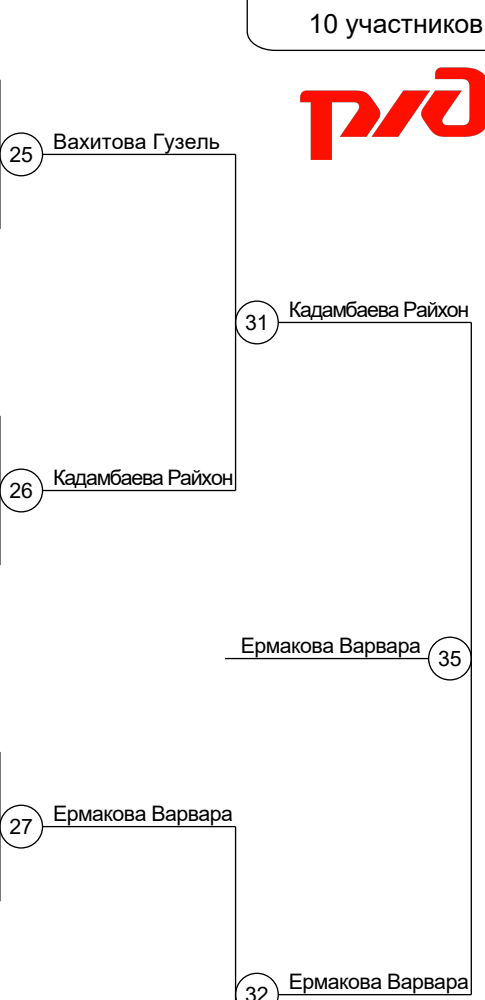 10 участников
ржд
25 Вахитова Гузель
31 Кадамбаева Райхон
26 Кадамбаева Райхон
Ермакова Варвара 35
27 Ермакова Варвара
32 Ермакова Варвара